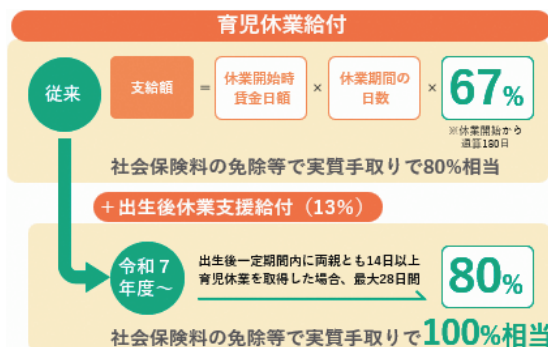 育児休業給付
従来
支給額 = 休業開始時賃金日額 × 休業期間の日数 × 67%
※休業開始から
通算180日
社会保険料の免除等で実質手取りで80%相当
+出生後休業支援給付（13%）
令和7
年度～
出生後一定期間内に両親とも14日以上
育児休業を取得した場合、最大28日間
80%
社会保険料の免除等で実質手取りで100%相当